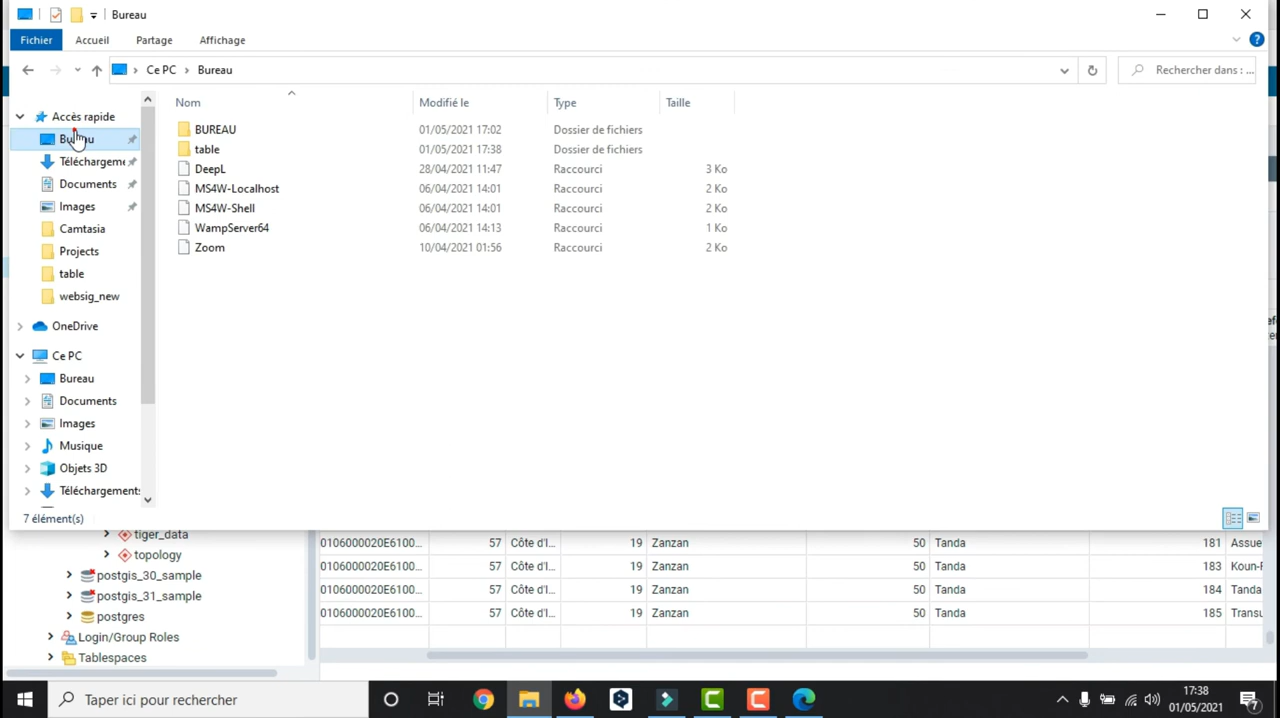 Bureau
Fichier Accueil Partage Affichage
Ce PC > Bureau Rechercher dans : ...
Accès rapide
Bureau
Téléchargeme
Documents
Images
Camtasia
Projects
table
websig_new
OneDrive
Ce PC
Bureau
Documents
Images
Musique
Objets 3D
Téléchargements
Nom Modifié le Type Taille
BUREAU 01/05/2021 17:02 Dossier de fichiers
table 01/05/2021 17:38 Dossier de fichiers
DeepL 28/04/2021 11:47 Raccourci 3 Ko
MS4W-Localhost 06/04/2021 14:01 Raccourci 2 Ko
MS4W-Shell 06/04/2021 14:01 Raccourci 2 Ko
WampServer64 06/04/2021 14:13 Raccourci 1 Ko
Zoom 10/04/2021 01:56 Raccourci 2 Ko
7 élément(s)
tiger_data
topology
postgis_30_sample
postgis_31_sample
postgres
Login/Group Roles
Tablespaces
0106000020E6100... 57 Côte d'I... 19 Zanzan 50 Tanda 181 Assue
0106000020E6100... 57 Côte d'I... 19 Zanzan 50 Tanda 183 Koun-
0106000020E6100... 57 Côte d'I... 19 Zanzan 50 Tanda 184 Tanda
0106000020E6100... 57 Côte d'I... 19 Zanzan 50 Tanda 185 Transu
Taper ici pour rechercher
17:38
01/05/2021
7